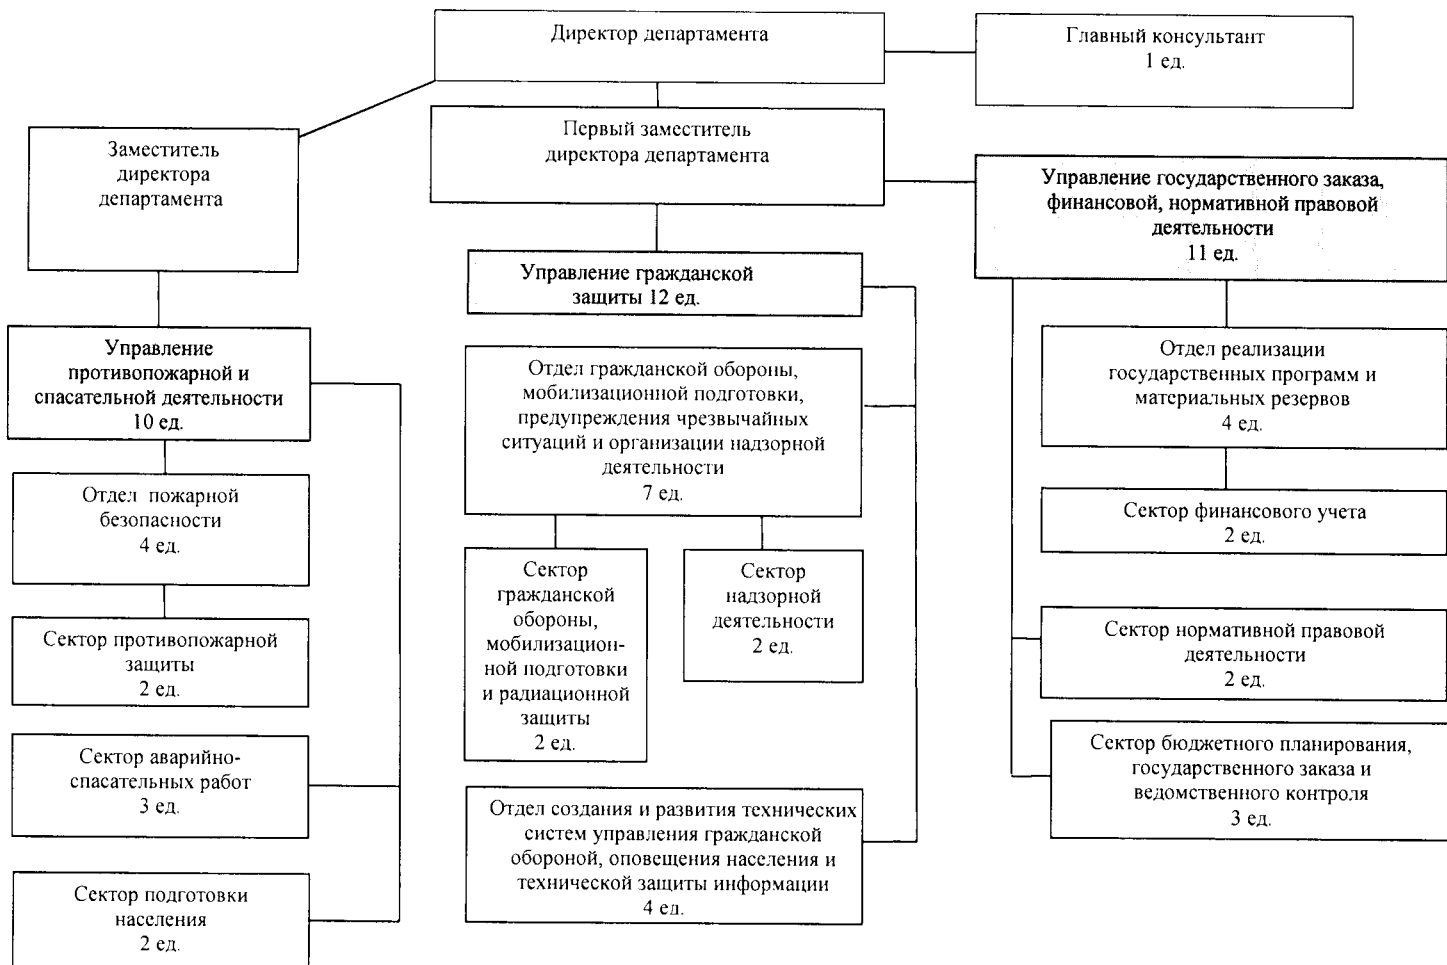 Директор департамента
Главный консультант
1 ед.
Заместитель
директора
департамента
Первый заместитель
директора департамента
Управление государственного заказа,
финансовой, нормативной правовой
деятельности
11 ед.
Управление гражданской
защиты 12 ед.
Управление
противопожарной и
спасательной деятельности
10 ед.
Отдел пожарной
безопасности
4 ед.
Сектор противопожарной
защиты
2 ед.
Сектор аварийно-
спасательных работ
3 ед.
Сектор подготовки
населения
2 ед.
Отдел гражданской обороны,
мобилизационной подготовки,
предупреждения чрезвычайных
ситуаций и организации надзорной
деятельности
7 ед.
Сектор
гражданской
обороны,
мобилизацион-
ной подготовки
и радиационной
защиты
2 ед.
Сектор
надзорной
деятельности
2 ед.
Отдел создания и развития технических
систем управления гражданской
обороной, оповещения населения и
технической защиты информации
4 ед.
Отдел реализации
государственных программ и
материальных резервов
4 ед.
Сектор финансового учета
2 ед.
Сектор нормативной правовой
деятельности
2 ед.
Сектор бюджетного планирования,
государственного заказа и
ведомственного контроля
3 ед.